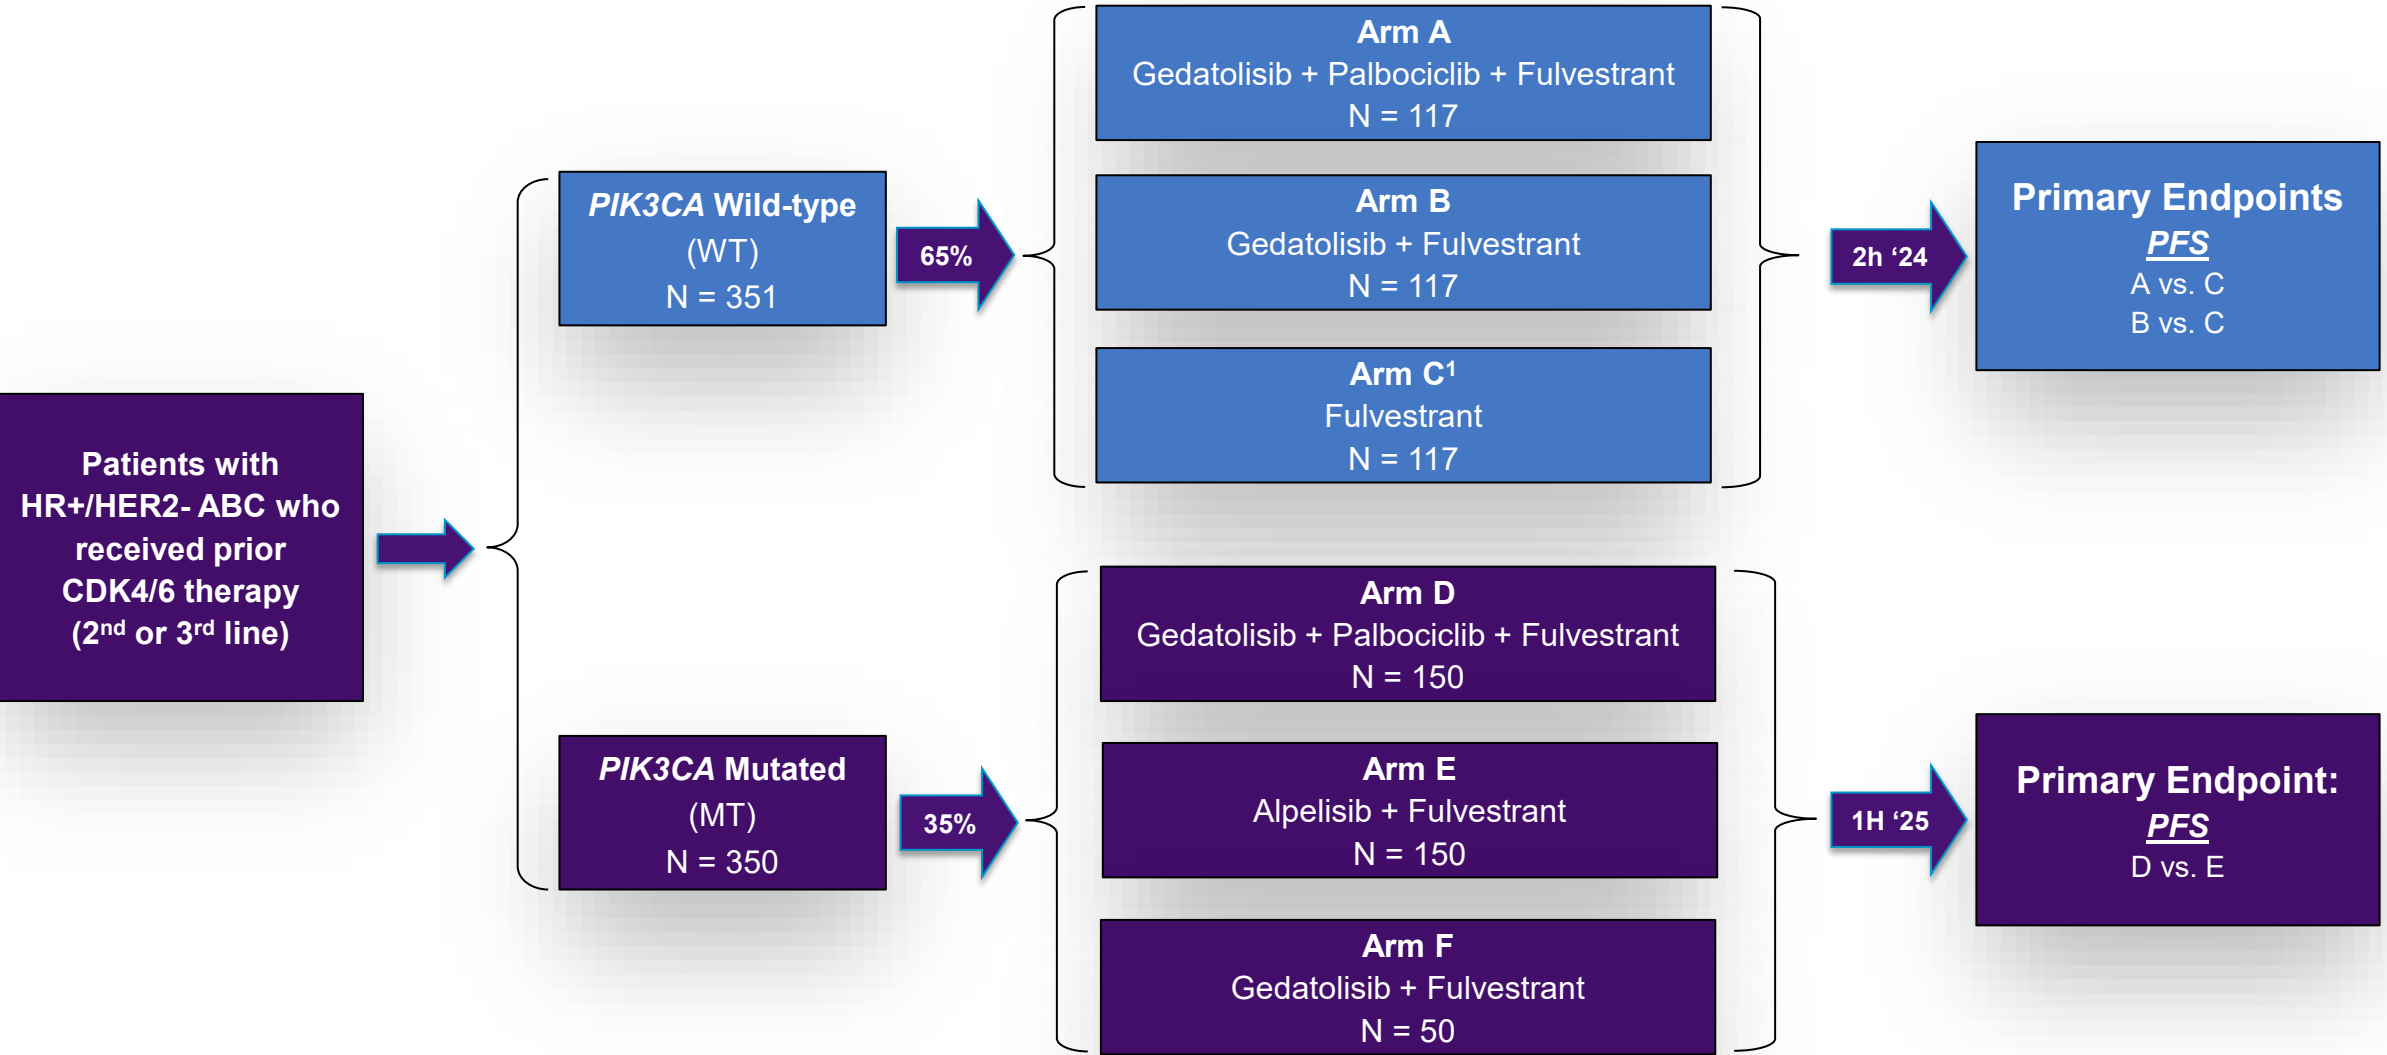 Patients with
HR+/HER2- ABC who
received prior
CDK4/6 therapy
(2nd or 3rd line)
PIK3CA Wild-type
(WT)
N = 351
65%
Arm A
Gedatolisib + Palbociclib + Fulvestrant
N = 117
Arm B
Gedatolisib + Fulvestrant
N = 117
Arm C¹
Fulvestrant
N = 117
2h ‘24
Primary Endpoints
PFS
A vs. C
B vs. C
PIK3CA Mutated
(MT)
N = 350
35%
Arm D
Gedatolisib + Palbociclib + Fulvestrant
N = 150
Arm E
Alpelisib + Fulvestrant
N = 150
Arm F
Gedatolisib + Fulvestrant
N = 50
1H ‘25
Primary Endpoint:
PFS
D vs. E